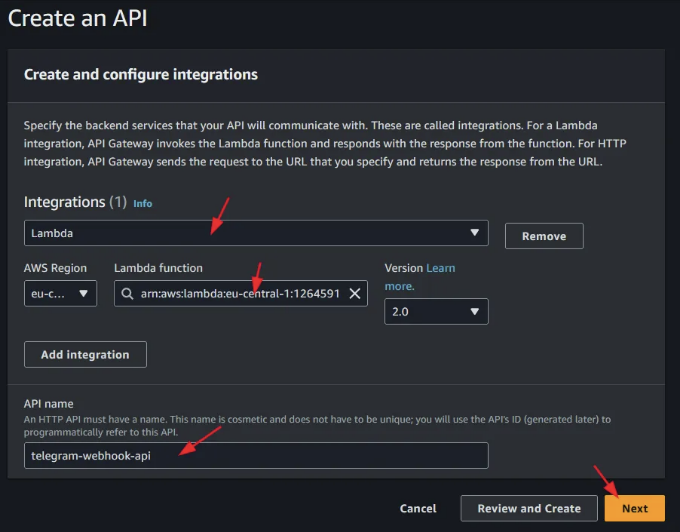 Create an API
Create and configure integrations
Specify the backend services that your API will communicate with. These are called integrations. For a Lambda
integration, API Gateway invokes the Lambda function and responds with the response from the function. For HTTP
integration, API Gateway sends the request to the URL that you specify and returns the response from the URL.
Integrations (1) Info
Lambda
Remove
AWS Region
Lambda function
Version Learn
more.
eu-c...
arn:aws:lambda:eu-central-1:1264591
2.0
Add integration
API name
An HTTP API must have a name. This name is cosmetic and does not have to be unique; you will use the API's ID (generated later) to
programmatically refer to this API.
telegram-webhook-api
Cancel
Review and Create
Next